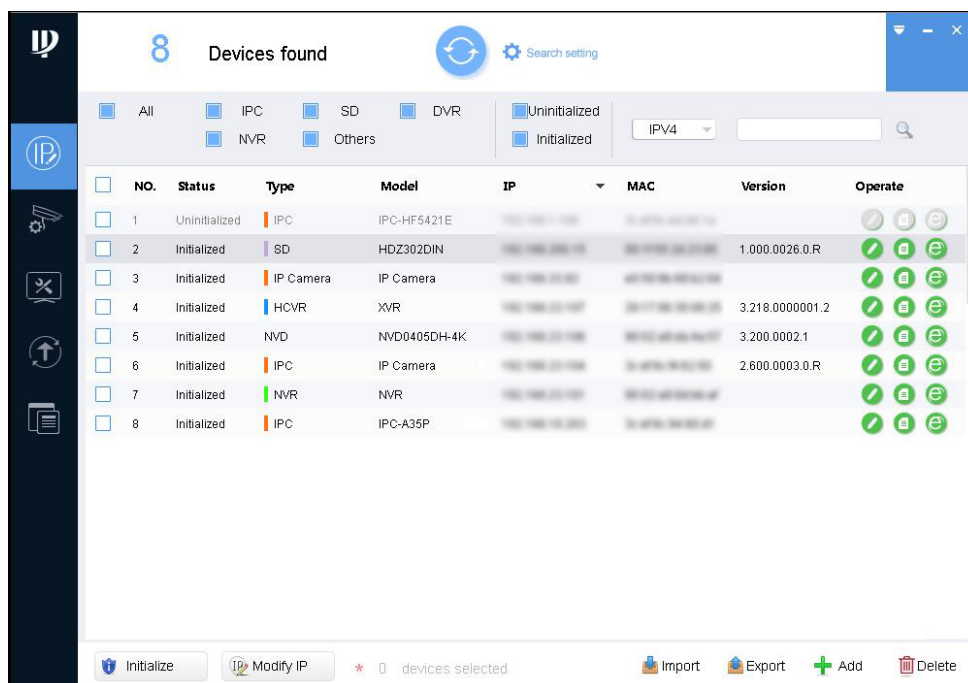 8 Devices found Search setting
All IPC SD DVR Uninitialized
NVR Others Initialized IPV4
NO. Status Type Model IP MAC Version Operate
1 Uninitialized IPC IPC-HF5421E
2 Initialized SD HDZ302DIN 1.000.0026.0.R
3 Initialized IP Camera IP Camera
4 Initialized HCVR XVR 3.218.0000001.2
5 Initialized NVD NVD0405DH-4K 3.200.0002.1
6 Initialized IPC IP Camera 2.600.0003.0.R
7 Initialized NVR NVR
8 Initialized IPC IPC-A35P
Initialize IP Modify IP * 0 devices selected Import Export Add Delete